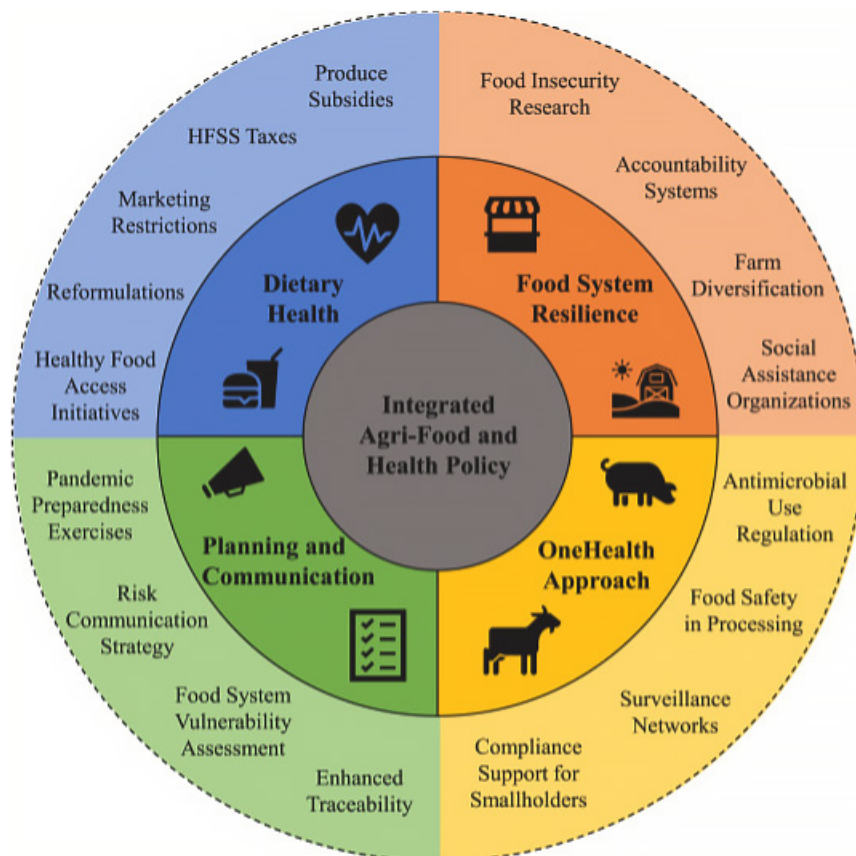 Produce
Subsidies
HFSS Taxes
Marketing
Restrictions
Reformulations
Healthy Food
Access
Initiatives
Food Insecurity
Research
Accountability
Systems
Farm
Diversification
Social
Assistance
Organizations
Dietary
Health
Food System
Resilience
Integrated
Agri-Food and
Health Policy
Planning and
Communication
OneHealth
Approach
Pandemic
Preparedness
Exercises
Risk
Communication
Strategy
Food System
Vulnerability
Assessment
Enhanced
Traceability
Antimicrobial
Use
Regulation
Food Safety
in Processing
Surveillance
Networks
Compliance
Support for
Smallholders